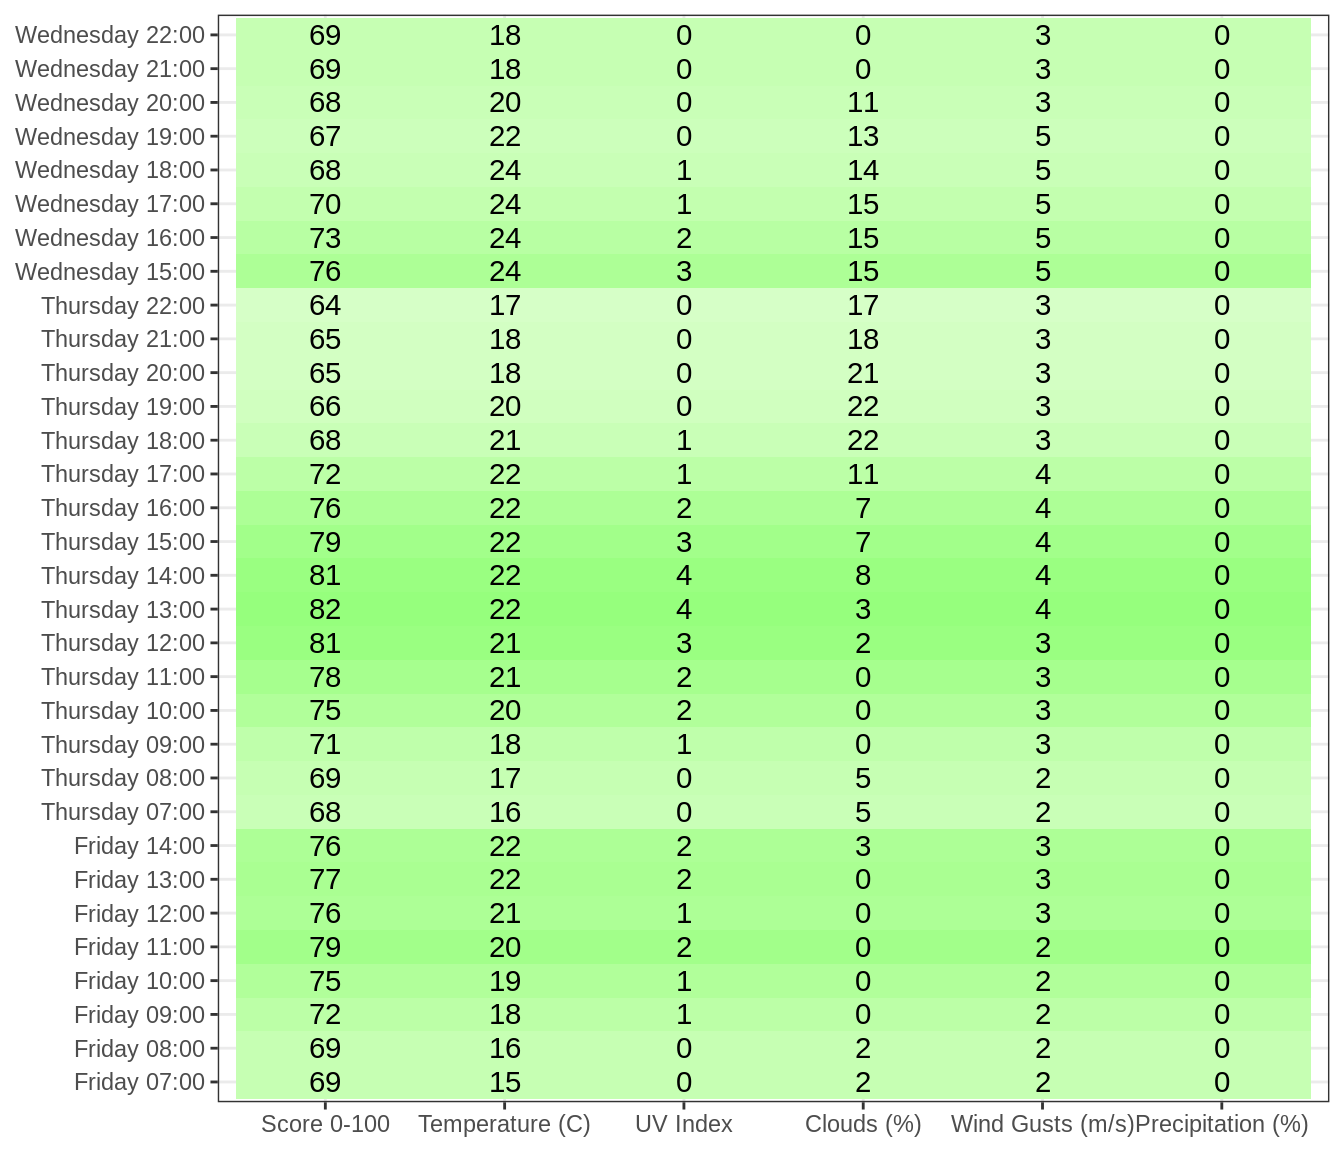 Wednesday 22:00 69 18 0 0 3 0
Wednesday 21:00 69 18 0 0 3 0
Wednesday 20:00 68 20 0 11 3 0
Wednesday 19:00 67 22 0 13 5 0
Wednesday 18:00 68 24 1 14 5 0
Wednesday 17:00 70 24 1 15 5 0
Wednesday 16:00 73 24 2 15 5 0
Wednesday 15:00 76 24 3 15 5 0
Thursday 22:00 64 17 0 17 3 0
Thursday 21:00 65 18 0 18 3 0
Thursday 20:00 65 18 0 21 3 0
Thursday 19:00 66 20 0 22 3 0
Thursday 18:00 68 21 1 22 3 0
Thursday 17:00 72 22 1 11 4 0
Thursday 16:00 76 22 2 7 4 0
Thursday 15:00 79 22 3 7 4 0
Thursday 14:00 81 22 4 8 4 0
Thursday 13:00 82 22 4 3 4 0
Thursday 12:00 81 21 3 2 3 0
Thursday 11:00 78 21 2 0 3 0
Thursday 10:00 75 20 2 0 3 0
Thursday 09:00 71 18 1 0 3 0
Thursday 08:00 69 17 0 5 2 0
Thursday 07:00 68 16 0 5 2 0
Friday 14:00 76 22 2 3 3 0
Friday 13:00 77 22 2 0 3 0
Friday 12:00 76 21 1 0 3 0
Friday 11:00 79 20 2 0 2 0
Friday 10:00 75 19 1 0 2 0
Friday 09:00 72 18 1 0 2 0
Friday 08:00 69 16 0 2 2 0
Friday 07:00 69 15 0 2 2 0
Score 0-100 Temperature (C) UV Index Clouds (%) Wind Gusts (m/s) Precipitation (%)